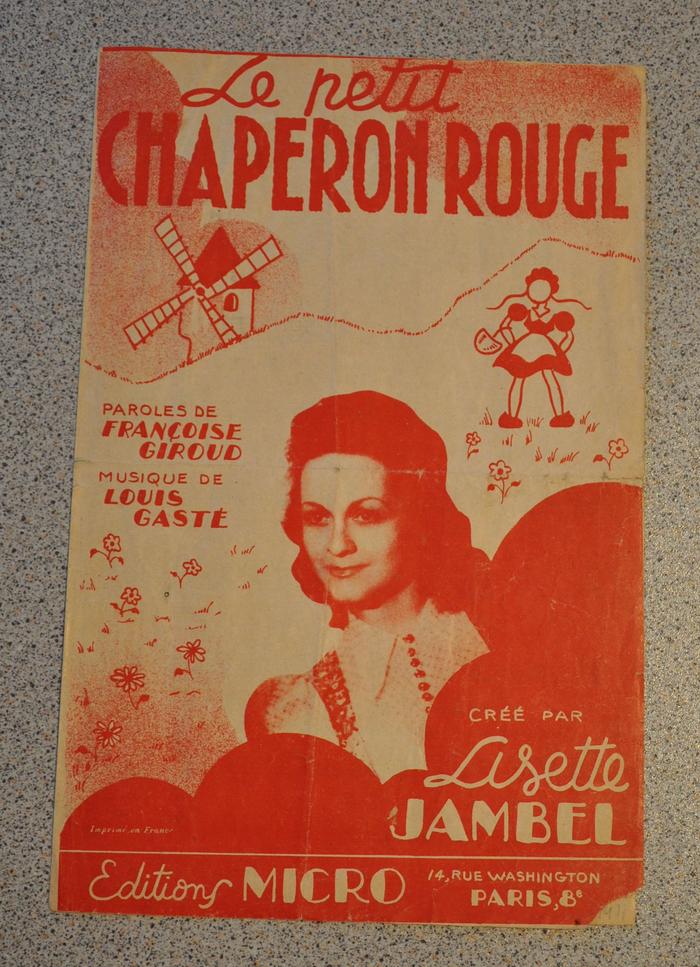 Le petit
CHAPERON ROUGE
PAROLES DE
FRANÇOISE
GIROUD
MUSIQUE DE
LOUIS
GASTÉ
CRÉÉ PAR
Lisette
JAMBEL
Imprimé en France
Editions MICRO
14, RUE WASHINGTON
PARIS, 8e